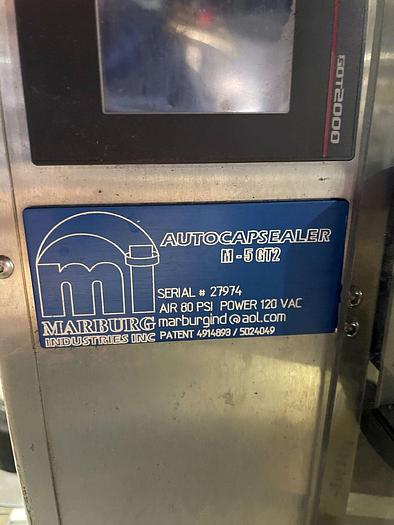 GOT2000
AUTOCAPSEALER
M - 5 GT2
mi
SERIAL # 27974
AIR 80 PSI POWER 120 VAC
marburgind@aol.com
MARBURG
INDUSTRIES INC
PATENT 4914893 / 5024049